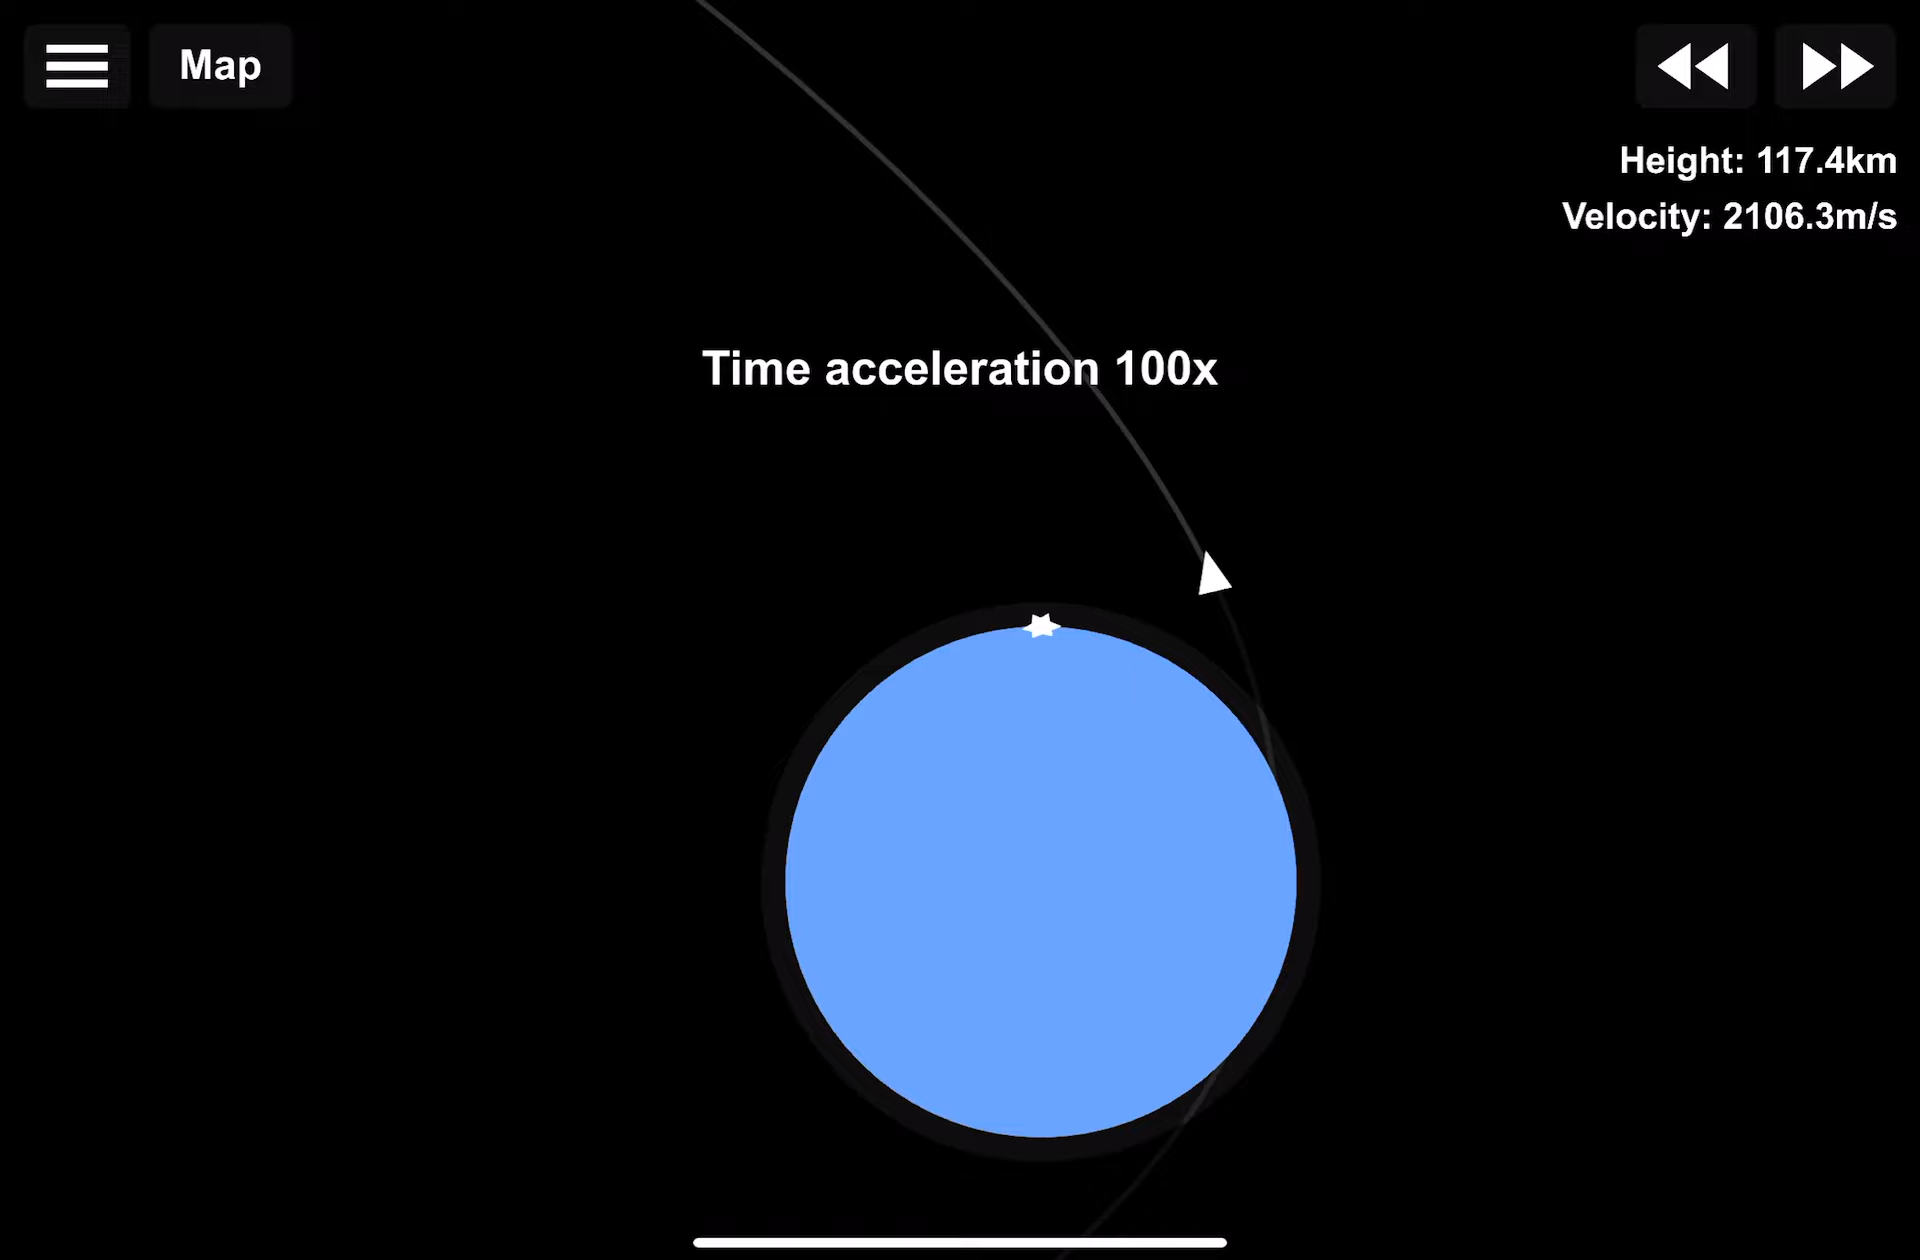 Map
Height: 117.4km
Velocity: 2106.3m/s
Time acceleration 100x